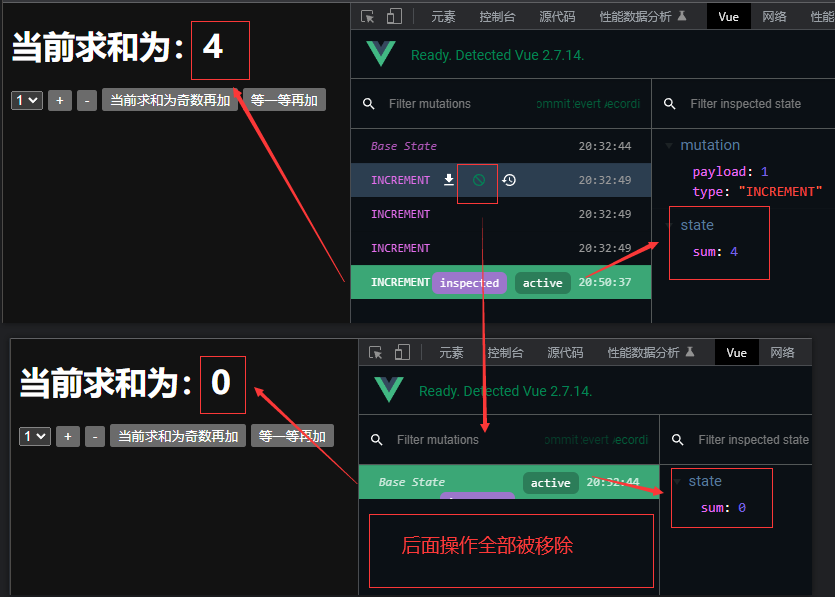 当前求和为：4
1 + - 当前求和为奇数再加 等一等再加
元素 控制台 源代码 性能数据分析 Vue 网络 性能
Ready. Detected Vue 2.7.14.
Filter mutations
Filter inspected state
Base State 20:32:44
INCREMENT 20:32:49
INCREMENT 20:32:49
INCREMENT 20:32:49
INCREMENT inspected active 20:50:37
mutation
payload: 1
type: "INCREMENT"
state
sum: 4
当前求和为：0
1 + - 当前求和为奇数再加 等一等再加
元素 控制台 源代码 性能数据分析 Vue 网络
Ready. Detected Vue 2.7.14.
Filter mutations
Filter inspected state
Base State active 20:32:44
state
sum: 0
后面操作全部被移除